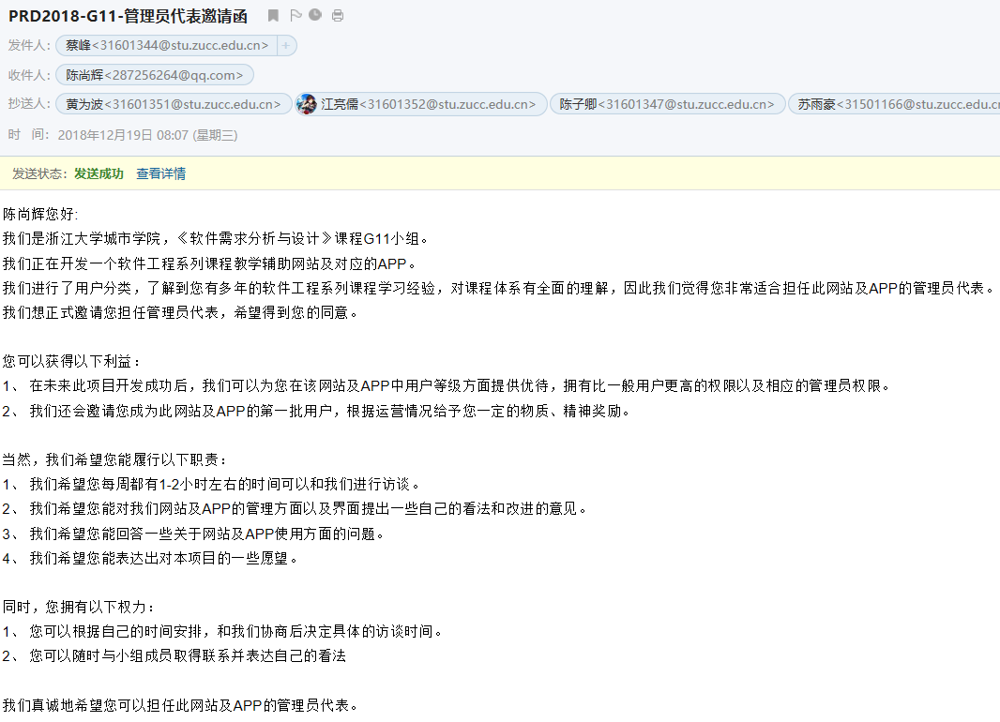 PRD2018-G11-管理员代表邀请函
发件人： 蔡峰<31601344@stu.zucc.edu.cn> +
收件人： 陈尚辉<287256264@qq.com>
抄送人： 黄为波<31601351@stu.zucc.edu.cn> 江亮儒<31601352@stu.zucc.edu.cn> 陈子卿<31601347@stu.zucc.edu.cn> 苏雨豪<31501166@stu.zucc.edu.c
时 间： 2018年12月19日 08:07 (星期三)
发送状态： 发送成功 查看详情
陈尚辉您好:
我们是浙江大学城市学院，《软件需求分析与设计》课程G11小组。
我们正在开发一个软件工程系列课程教学辅助网站及对应的APP。
我们进行了用户分类，了解到您有多年的软件工程系列课程学习经验，对课程体系有全面的理解，因此我们觉得您非常适合担任此网站及APP的管理员代表。
我们想正式邀请您担任管理员代表，希望得到您的同意。
您可以获得以下利益：
1、 在未来此项目开发成功后，我们可以为您在该网站及APP中用户等级方面提供优待，拥有比一般用户更高的权限以及相应的管理员权限。
2、 我们还会邀请您成为此网站及APP的第一批用户，根据运营情况给予您一定的物质、精神奖励。
当然，我们希望您能履行以下职责：
1、 我们希望您每周都有1-2小时左右的时间可以和我们进行访谈。
2、 我们希望您能对我们网站及APP的管理方面以及界面提出一些自己的看法和改进的意见。
3、 我们希望您能回答一些关于网站及APP使用方面的问题。
4、 我们希望您能表达出对本项目的一些愿望。
同时，您拥有以下权力：
1、 您可以根据自己的时间安排，和我们协商后决定具体的访谈时间。
2、 您可以随时与小组成员取得联系并表达自己的看法
我们真诚地希望您可以担任此网站及APP的管理员代表。